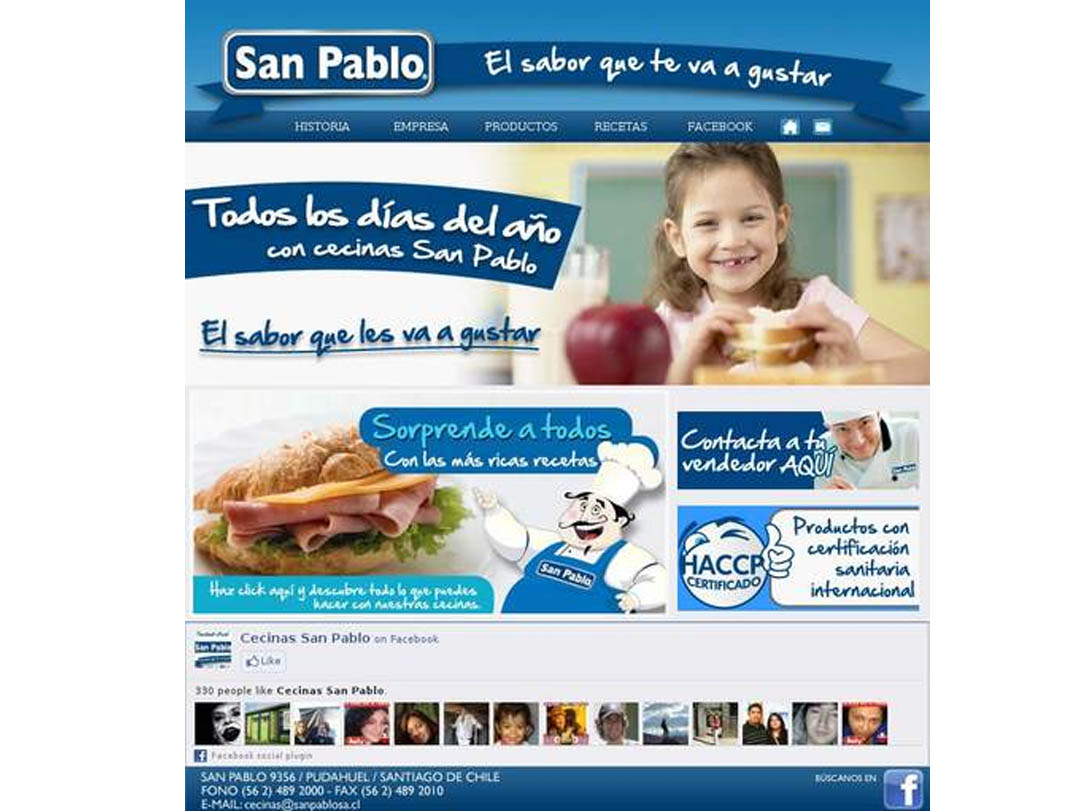 San Pablo®
El sabor que te va a gustar
HISTORIA EMPRESA PRODUCTOS RECETAS FACEBOOK
Todos los días del año
con cecinas San Pablo
El sabor que les va a gustar
Sorprende a todos
Con las más ricas recetas
San Pablo
Haz click aquí y descubre todo lo que puedes
hacer con nuestras cecinas.
Contacta a tu
vendedor AQUÍ
HACCP
CERTIFICADO
Productos con
certificación
sanitaria
internacional
San Pablo
Cecinas San Pablo on Facebook
Like
330 people like Cecinas San Pablo.
Facebook social plugin
SAN PABLO 9356 / PUDAHUEL / SANTIAGO DE CHILE
FONO (56 2) 489 2000 - FAX (56 2) 489 2010
E-MAIL: cecinas@sanpablosa.cl
BÚSCANOS EN f